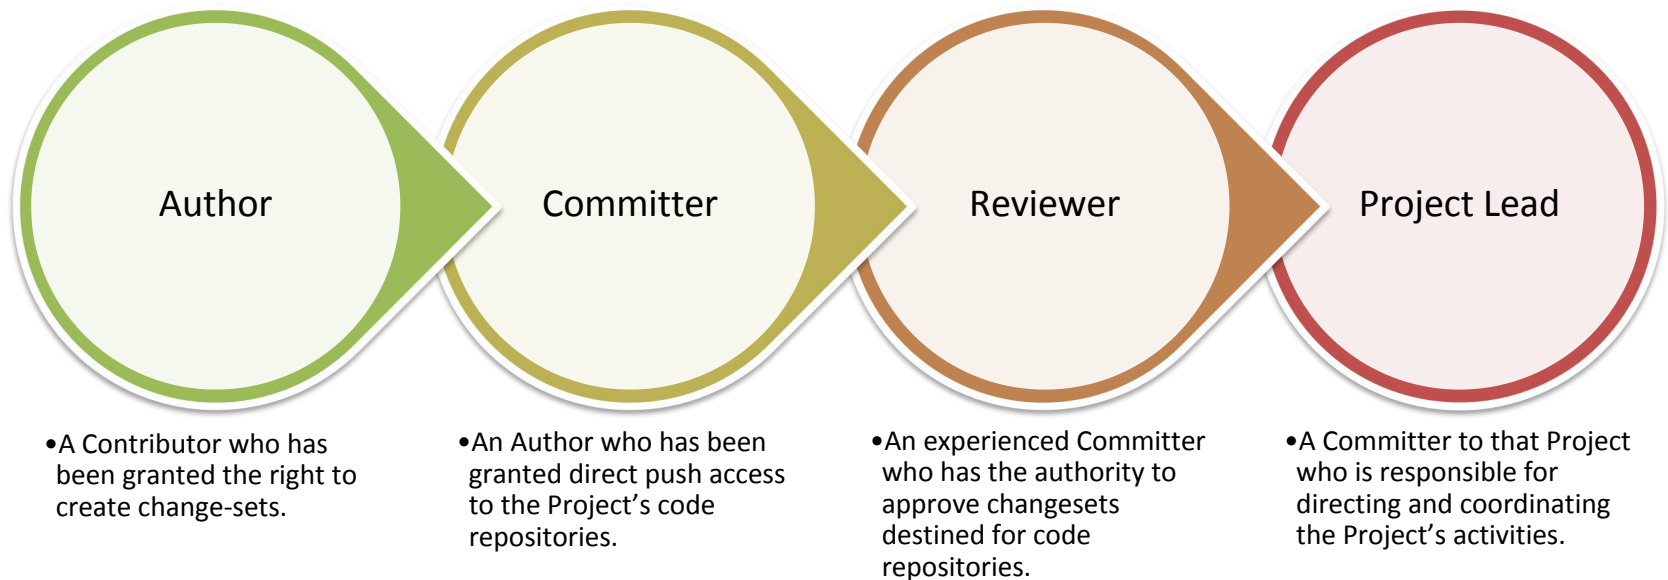 Author
•A Contributor who has
been granted the right to
create change-sets.
Committer
•An Author who has been
granted direct push access
to the Project’s code
repositories.
Reviewer
•An experienced Committer
who has the authority to
approve changesets
destined for code
repositories.
Project Lead
•A Committer to that Project
who is responsible for
directing and coordinating
the Project’s activities.